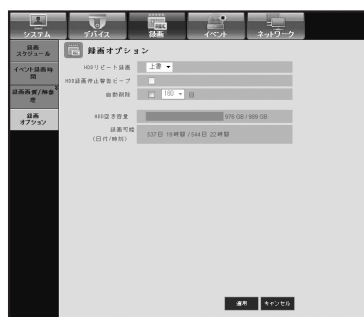 システム
デバイス
録画
イベント
ネットワーク
録画
スケジュール
イベント録画時
間
録画画質/解像
度
録画
オプション
録画オプション
HDDリピート録画
上書
HDD録画停止警告ビープ
自動削除
180
日
HDD空き容量
976 GB / 989 GB
録画可能
(日付/時刻)
537日 19時間 / 544日 22時間
適用
キャンセル